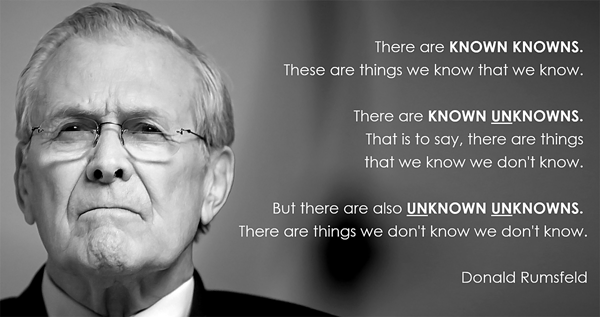 There are KNOWN KNOWNS.
These are things we know that we know.
There are KNOWN UNKNOWNS.
That is to say, there are things
that we know we don't know.
But there are also UNKNOWN UNKNOWNS.
There are things we don't know we don't know.
Donald Rumsfeld